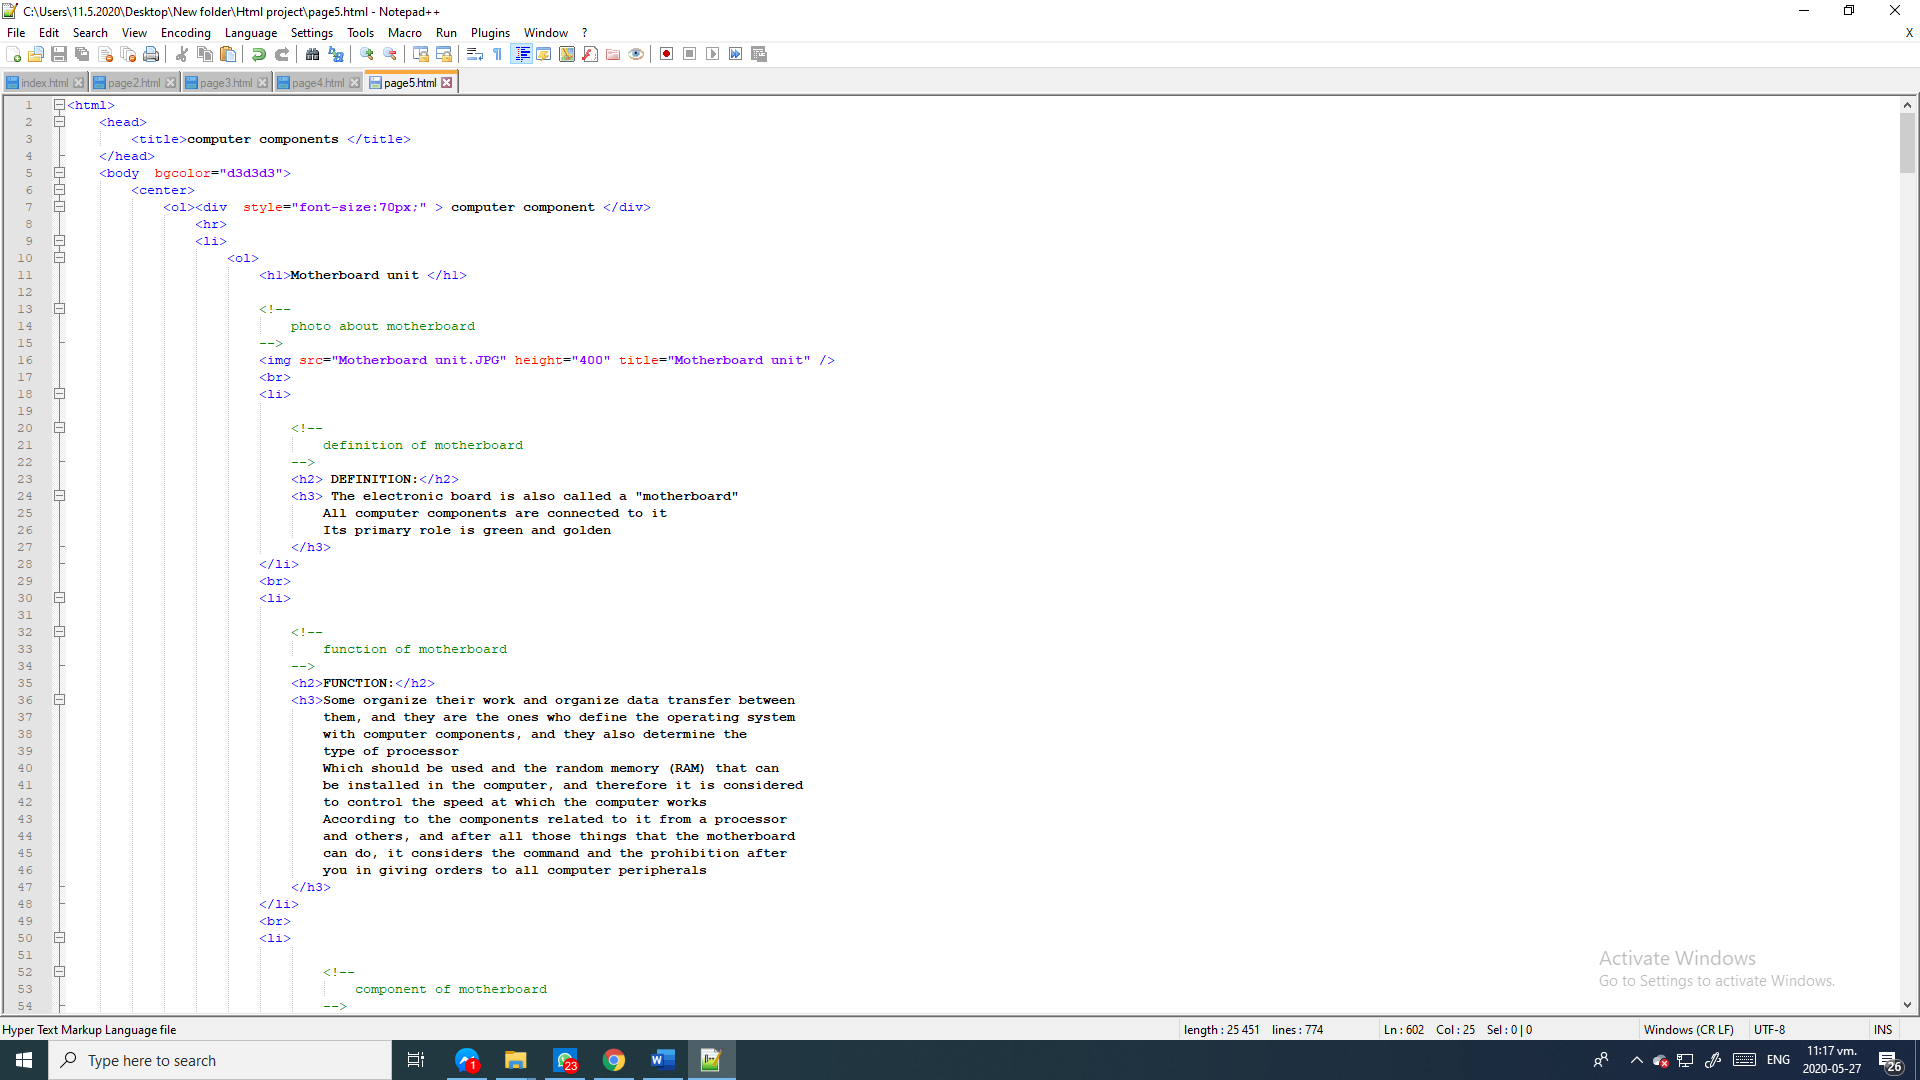 C:\Users\11.5.2020\Desktop\New folder\Html project\page5.html - Notepad++
File Edit Search View Encoding Language Settings Tools Macro Run Plugins Window ? X
index.html page2.html page3.html page4.html page5.html
1 <html>
2 <head>
3 <title>computer components </title>
4 </head>
5 <body bgcolor="d3d3d3">
6 <center>
7 <ol><div style="font-size:70px;" > computer component </div>
8 <hr>
9 <li>
10 <ol>
11 <h1>Motherboard unit </h1>
12
13 <!--
14 photo about motherboard
15 -->
16 <img src="Motherboard unit.JPG" height="400" title="Motherboard unit" />
17 <br>
18 <li>
19
20 <!--
21 definition of motherboard
22 -->
23 <h2> DEFINITION:</h2>
24 <h3> The electronic board is also called a "motherboard"
25 All computer components are connected to it
26 Its primary role is green and golden
27 </h3>
28 </li>
29 <br>
30 <li>
31
32 <!--
33 function of motherboard
34 -->
35 <h2>FUNCTION:</h2>
36 <h3>Some organize their work and organize data transfer between
37 them, and they are the ones who define the operating system
38 with computer components, and they also determine the
39 type of processor
40 Which should be used and the random memory (RAM) that can
41 be installed in the computer, and therefore it is considered
42 to control the speed at which the computer works
43 According to the components related to it from a processor
44 and others, and after all those things that the motherboard
45 can do, it considers the command and the prohibition after
46 you in giving orders to all computer peripherals
47 </h3>
48 </li>
49 <br>
50 <li>
51
52 <!--
53 component of motherboard
54 -->
Activate Windows
Go to Settings to activate Windows.
Hyper Text Markup Language file length : 25 451 lines : 774 Ln : 602 Col : 25 Sel : 0 | 0 Windows (CR LF) UTF-8 INS
Type here to search 1 23 W ENG 11:17 vm. 26
2020-05-27